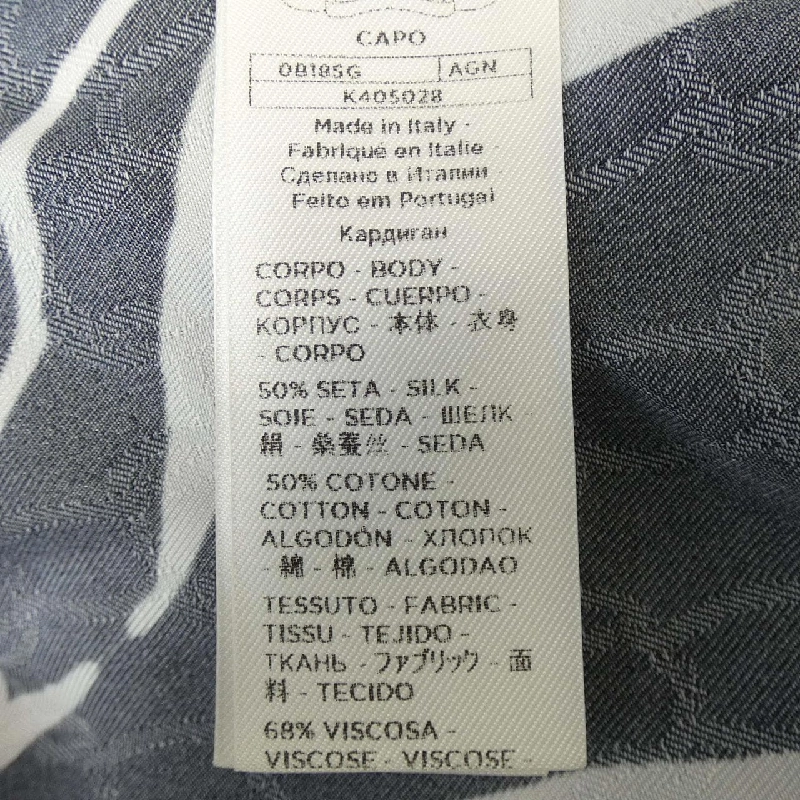 CAPO
0B18SG AGN
K405028
Made in Italy -
Fabriqué en Italie -
Сделано в Италии -
Feito em Portugal
Кардиган
CORPO - BODY -
CORPS - CUERPO -
КОРПУС - 本体 - 衣身
- CORPO
50% SETA - SILK -
SOIE - SEDA - ШЕЛК
絹 - 桑蚕丝 - SEDA
50% COTONE -
COTTON - COTON -
ALGODÓN - ХЛОПОК
- 綿 - 棉 - ALGODAO
TESSUTO - FABRIC -
TISSU - TEJIDO -
ТКАНЬ - ファブリック - 面
料 - TECIDO
68% VISCOSA -
VISCOSE - VISCOSE -